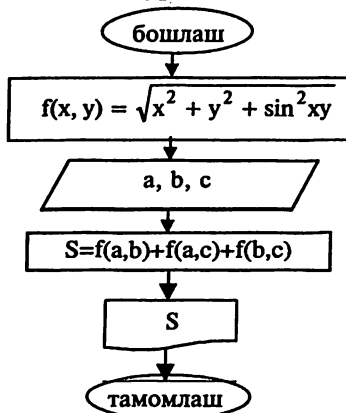 бошлаш
f(x, y) = √x² + y² + sin²xy
a, b, c
S=f(a,b)+f(a,c)+f(b,c)
S
тамомлаш